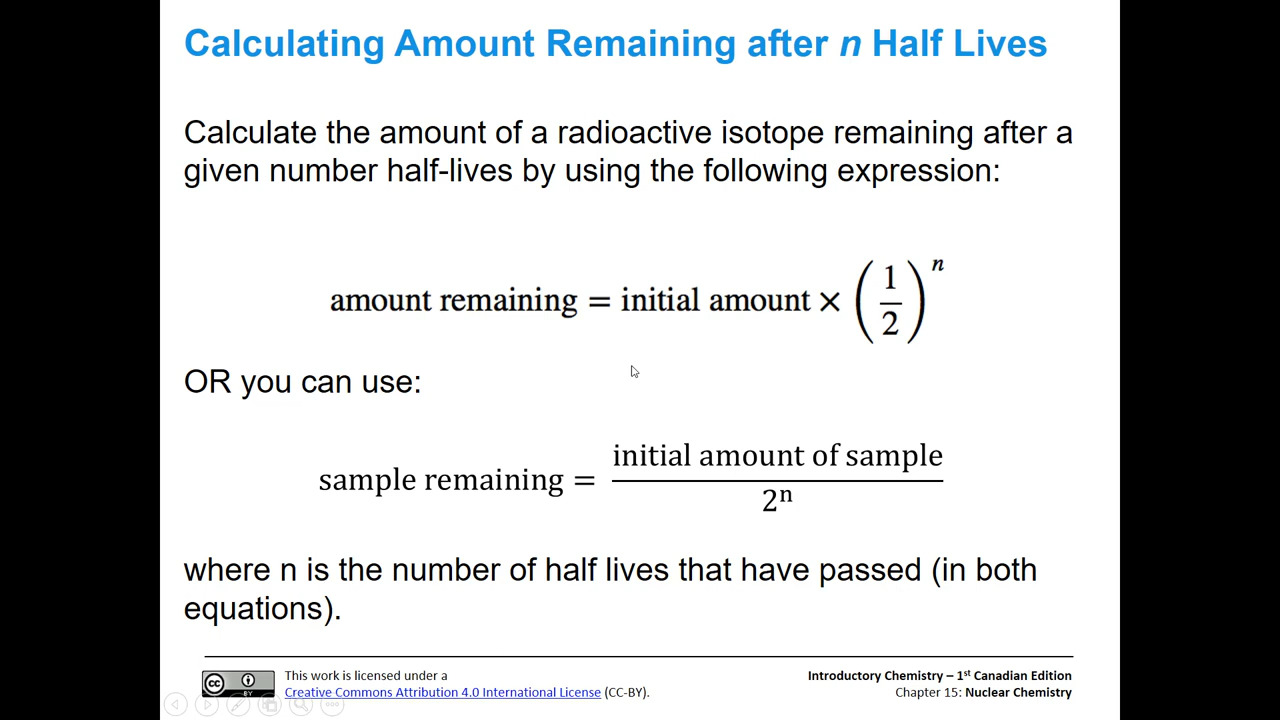 Calculating Amount Remaining after n Half Lives
Calculate the amount of a radioactive isotope remaining after a
given number half-lives by using the following expression:
amount remaining = initial amount × (1/2)^n
OR you can use:
sample remaining = initial amount of sample / 2^n
where n is the number of half lives that have passed (in both
equations).
cc BY
This work is licensed under a
Creative Commons Attribution 4.0 International License (CC-BY).
Introductory Chemistry – 1st Canadian Edition
Chapter 15: Nuclear Chemistry